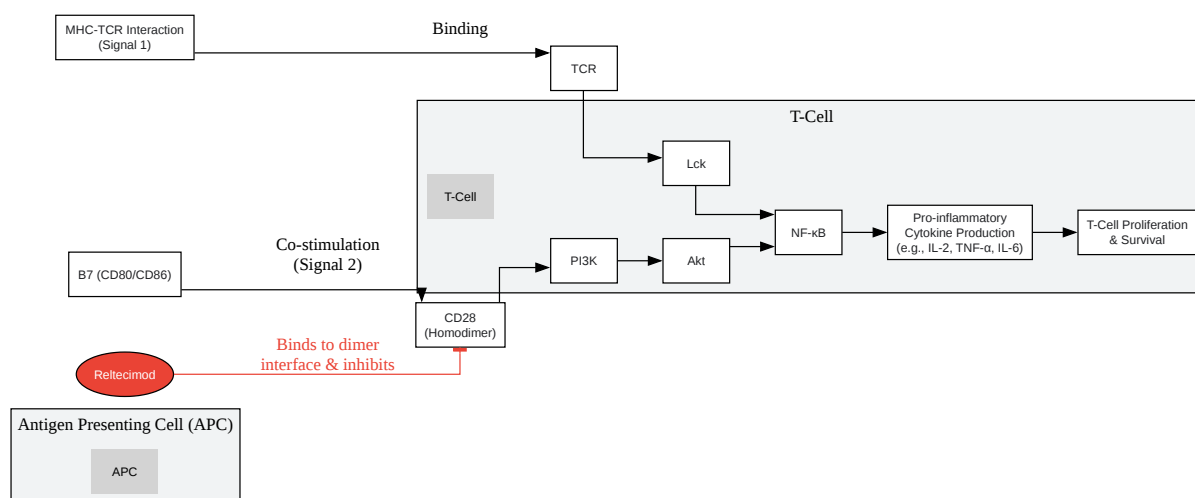 MHC-TCR Interaction
(Signal 1)
Binding
TCR
T-Cell
Lck
T-Cell
NF-κB
Pro-inflammatory
Cytokine Production
(e.g., IL-2, TNF-α, IL-6)
T-Cell Proliferation
& Survival
Co-stimulation
(Signal 2)
B7 (CD80/CD86)
PI3K
Akt
CD28
(Homodimer)
Binds to dimer
interface & inhibits
Reltecimod
Antigen Presenting Cell (APC)
APC